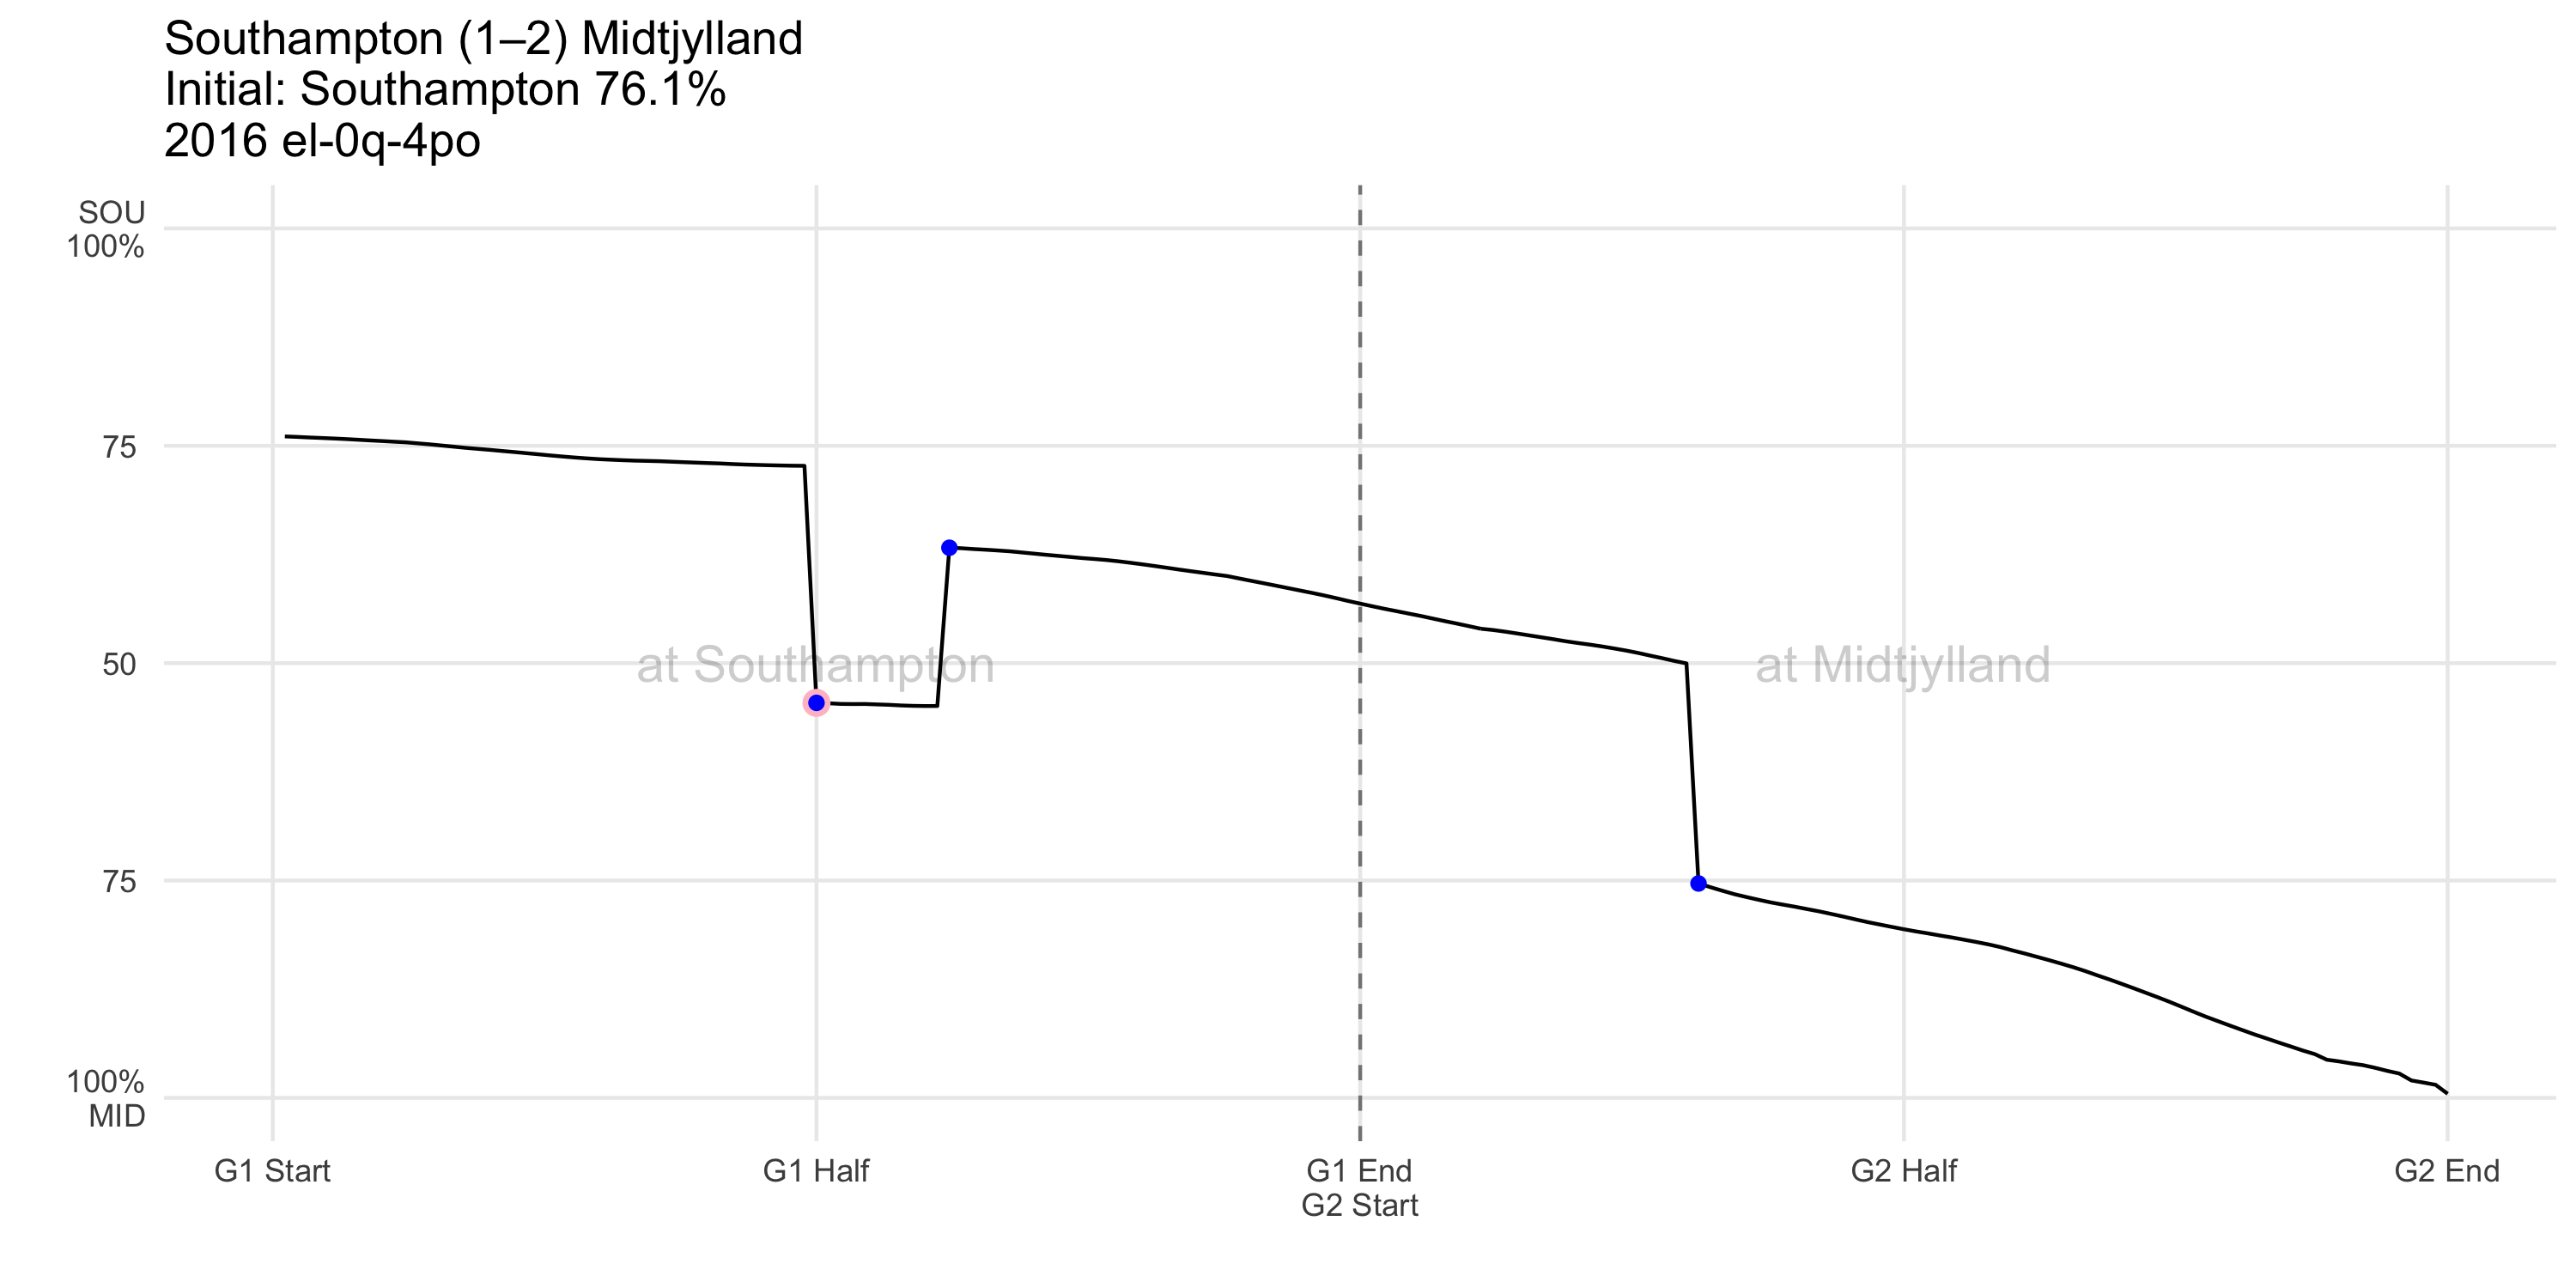 Southampton (1–2) Midtjylland
Initial: Southampton 76.1%
2016 el-0q-4po
SOU
100%
75
50
75
100%
MID
at Southampton
at Midtjylland
G1 Start
G1 Half
G1 End
G2 Start
G2 Half
G2 End